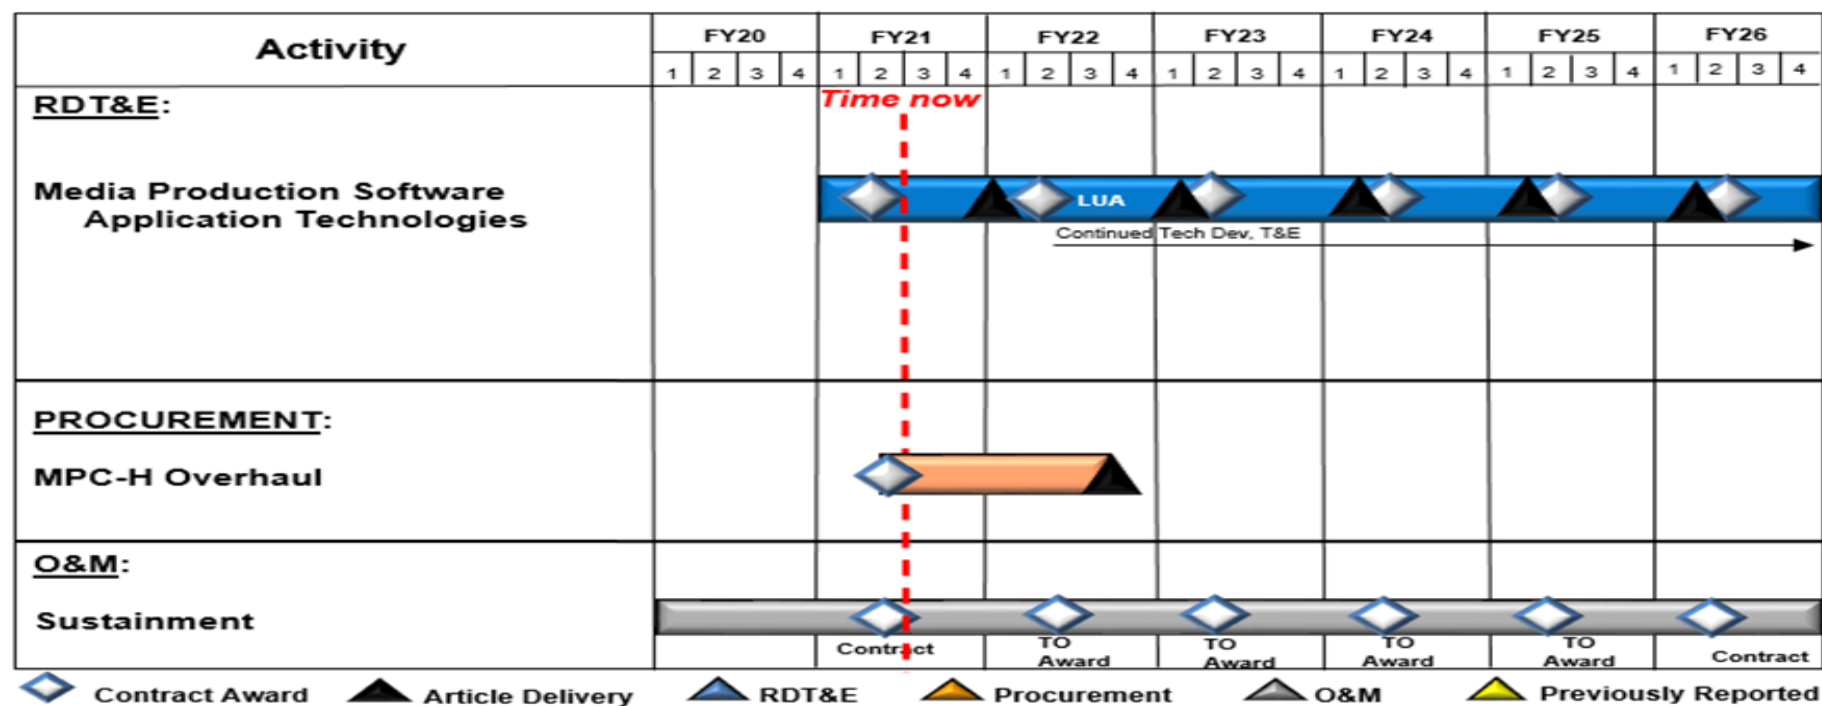 Activity
FY20 FY21 FY22 FY23 FY24 FY25 FY26
1 2 3 4 1 2 3 4 1 2 3 4 1 2 3 4 1 2 3 4 1 2 3 4 1 2 3 4
RDT&E:
Time now
Media Production Software
Application Technologies
LUA
Continued Tech Dev, T&E
PROCUREMENT:
MPC-H Overhaul
O&M:
Sustainment
Contract
TO
Award
TO
Award
TO
Award
TO
Award
Contract
Contract Award Article Delivery RDT&E Procurement O&M Previously Reported